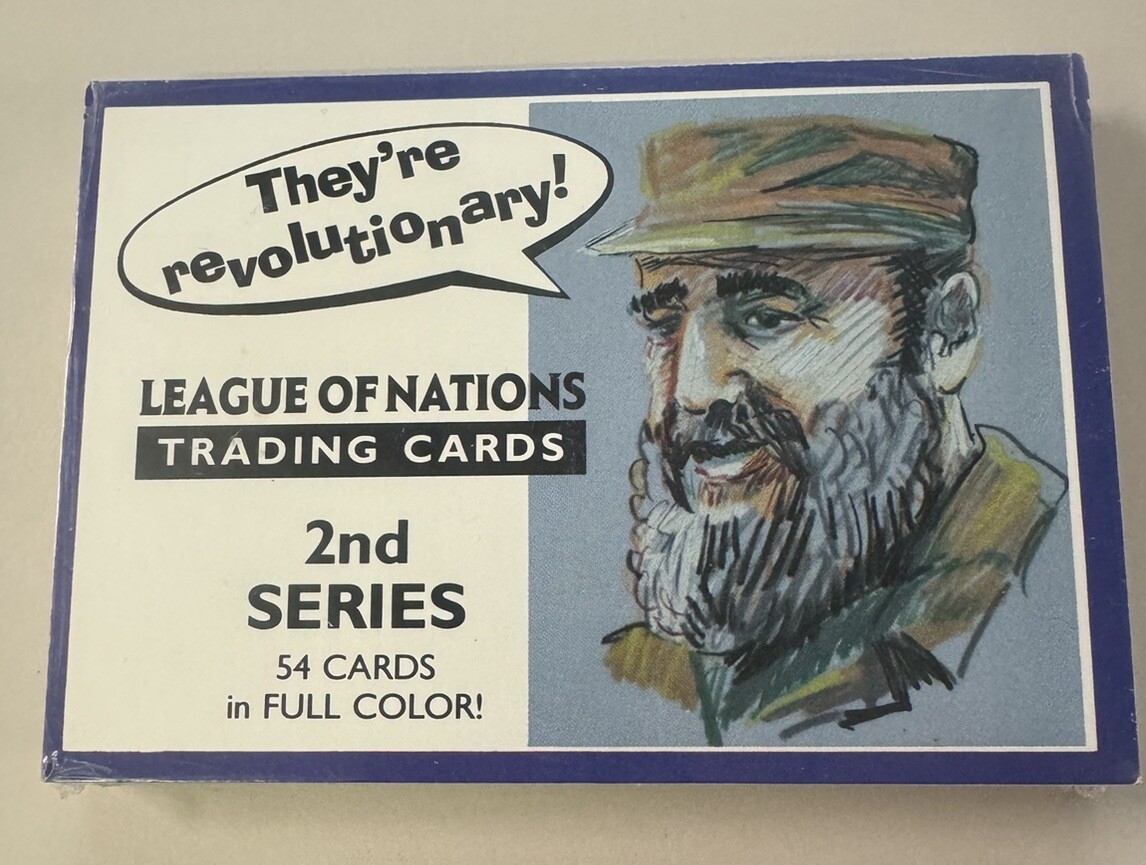 They're
revolutionary!
LEAGUE OF NATIONS
TRADING CARDS
2nd
SERIES
54 CARDS
in FULL COLOR!